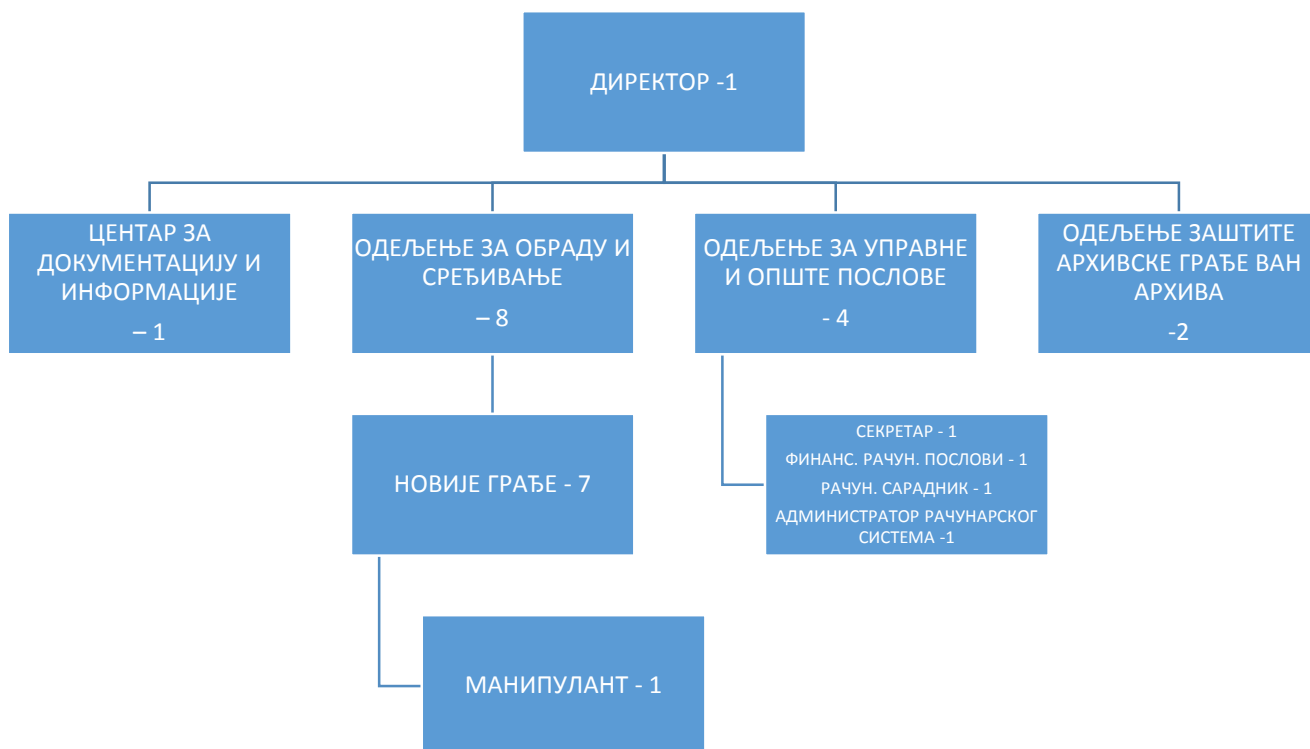 ДИРЕКТОР -1
ЦЕНТАР ЗА
ДОКУМЕНТАЦИЈУ И
ИНФОРМАЦИЈЕ
– 1
ОДЕЉЕЊЕ ЗА ОБРАДУ И
СРЕЂИВАЊЕ
– 8
ОДЕЉЕЊЕ ЗА УПРАВНЕ
И ОПШТЕ ПОСЛОВЕ
- 4
ОДЕЉЕЊЕ ЗАШТИТЕ
АРХИВСКЕ ГРАЂЕ ВАН
АРХИВА
-2
НОВИЈЕ ГРАЂЕ - 7
СЕКРЕТАР - 1
ФИНАНС. РАЧУН. ПОСЛОВИ - 1
РАЧУН. САРАДНИК - 1
АДМИНИСТРАТОР РАЧУНАРСКОГ
СИСТЕМА -1
МАНИПУЛАНТ - 1